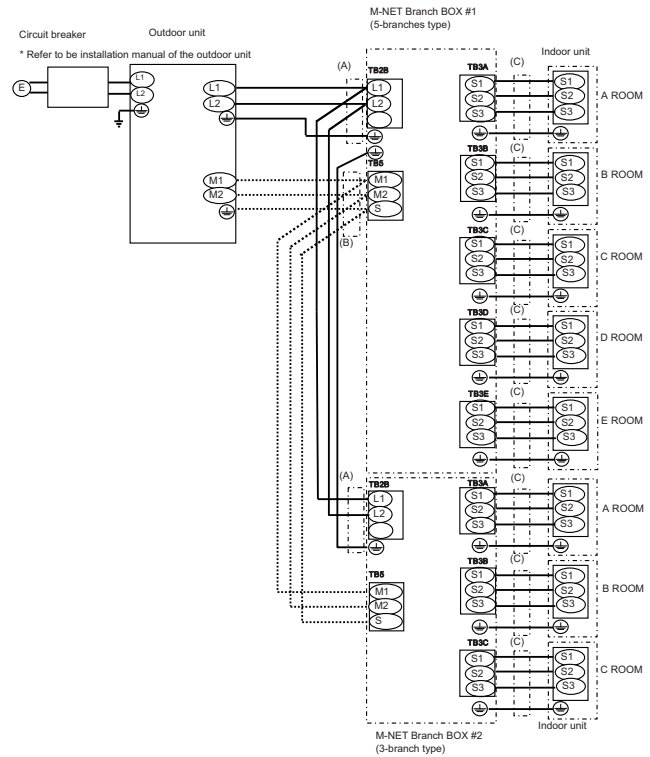 M-NET Branch BOX #1
(5-branches type)
Circuit breaker
Outdoor unit
* Refer to be installation manual of the outdoor unit
Indoor unit
E
L1
L2
L1
L2
M1
M2
(A)
TB2B
L1
L2
TB5
M1
M2
S
(B)
TB3A
S1
S2
S3
(C)
S1
S2
S3
A ROOM
TB3B
S1
S2
S3
(C)
S1
S2
S3
B ROOM
TB3C
S1
S2
S3
(C)
S1
S2
S3
C ROOM
TB3D
S1
S2
S3
(C)
S1
S2
S3
D ROOM
TB3E
S1
S2
S3
(C)
S1
S2
S3
E ROOM
(A)
TB2B
L1
L2
TB5
M1
M2
S
TB3A
S1
S2
S3
(C)
S1
S2
S3
A ROOM
TB3B
S1
S2
S3
(C)
S1
S2
S3
B ROOM
TB3C
S1
S2
S3
(C)
S1
S2
S3
C ROOM
Indoor unit
M-NET Branch BOX #2
(3-branch type)